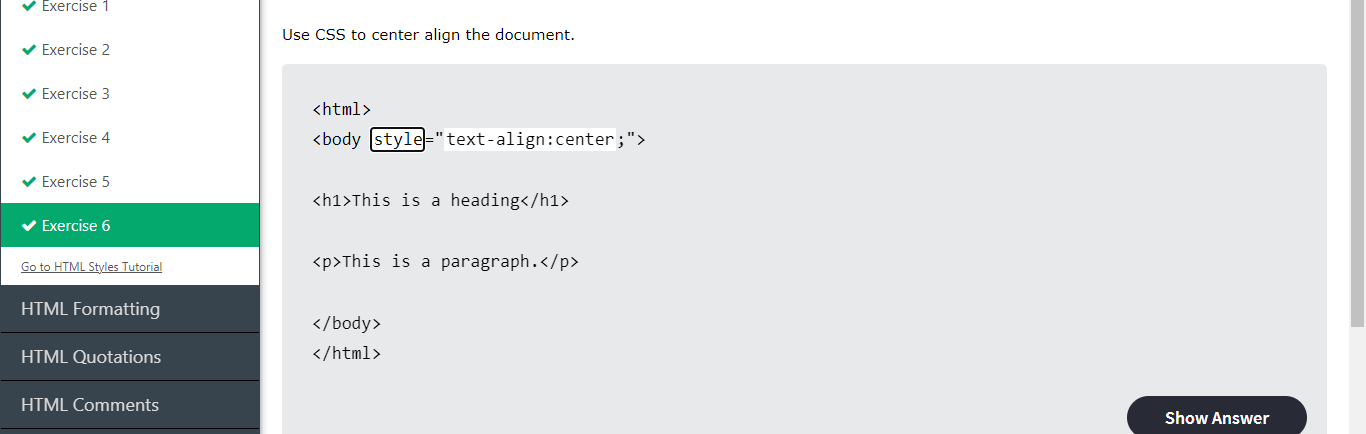 Exercise 1
Exercise 2
Exercise 3
Exercise 4
Exercise 5
Exercise 6
Go to HTML Styles Tutorial
HTML Formatting
HTML Quotations
HTML Comments
Use CSS to center align the document.
<html>
<body style="text-align:center;">
<h1>This is a heading</h1>
<p>This is a paragraph.</p>
</body>
</html>
Show Answer